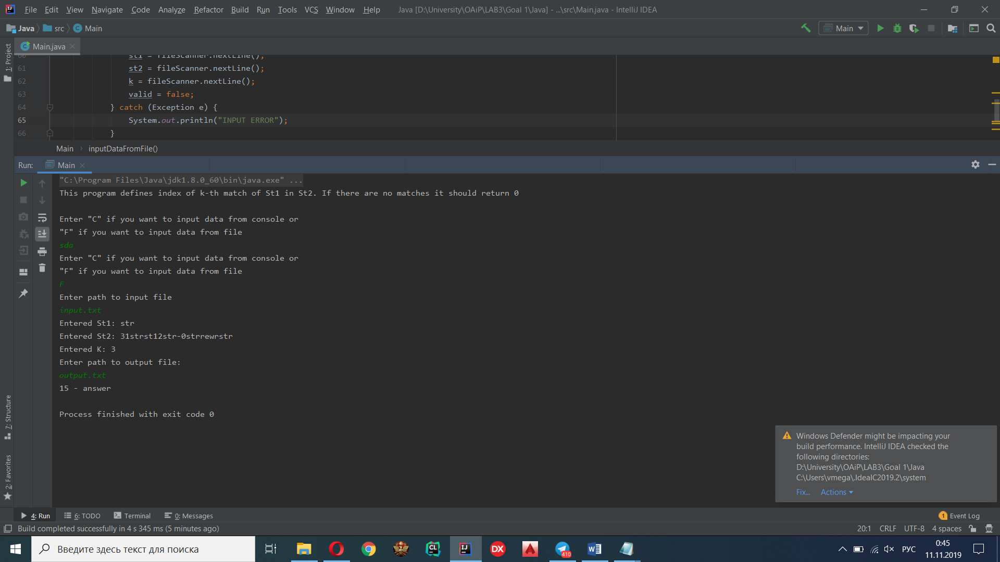 File Edit View Navigate Code Analyze Refactor Build Run Tools VCS Window Help Java [D:\University\OAiP\LAB3\Goal 1\Java] - ...\src\Main.java - IntelliJ IDEA
Java src Main Main
Main.java
1: Project
60 st1 = fileScanner.nextLine();
61 st2 = fileScanner.nextLine();
62 k = fileScanner.nextLine();
63 valid = false;
64 } catch (Exception e) {
65 System.out.println("INPUT ERROR");
66 }
Main › inputDataFromFile()
Run: Main
"C:\Program Files\Java\jdk1.8.0_60\bin\java.exe" ...
This program defines index of k-th match of St1 in St2. If there are no matches it should return 0
Enter "C" if you want to input data from console or
"F" if you want to input data from file
sda
Enter "C" if you want to input data from console or
"F" if you want to input data from file
F
Enter path to input file
input.txt
Entered St1: str
Entered St2: 31strst12str-0strrewrstr
Entered K: 3
Enter path to output file:
output.txt
15 - answer
Process finished with exit code 0
7: Structure
2: Favorites
Windows Defender might be impacting your
build performance. IntelliJ IDEA checked the
following directories:
D:\University\OAiP\LAB3\Goal 1\Java
C:\Users\vmega\.IdeaIC2019.2\system
Fix... Actions
4: Run 6: TODO Terminal 0: Messages 1 Event Log
Build completed successfully in 4 s 345 ms (5 minutes ago) 20:1 CRLF UTF-8 4 spaces
Введите здесь текст для поиска CL IJ DX 410 РУС 0:45
11.11.2019